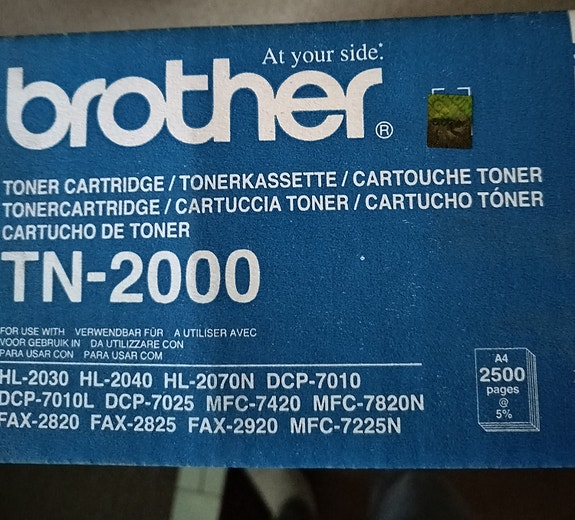 At your side.
brother®
TONER CARTRIDGE / TONERKASSETTE / CARTOUCHE TONER
TONERCARTRIDGE / CARTUCCIA TONER / CARTUCHO TÓNER
CARTUCHO DE TONER
TN-2000
FOR USE WITH VERWENDBAR FÜR A UTILISER AVEC
VOOR GEBRUIK IN DA UTILIZZARE CON
PARA USAR CON PARA USAR COM
HL-2030 HL-2040 HL-2070N DCP-7010
DCP-7010L DCP-7025 MFC-7420 MFC-7820N
FAX-2820 FAX-2825 FAX-2920 MFC-7225N
A4
2500
pages
@
5%